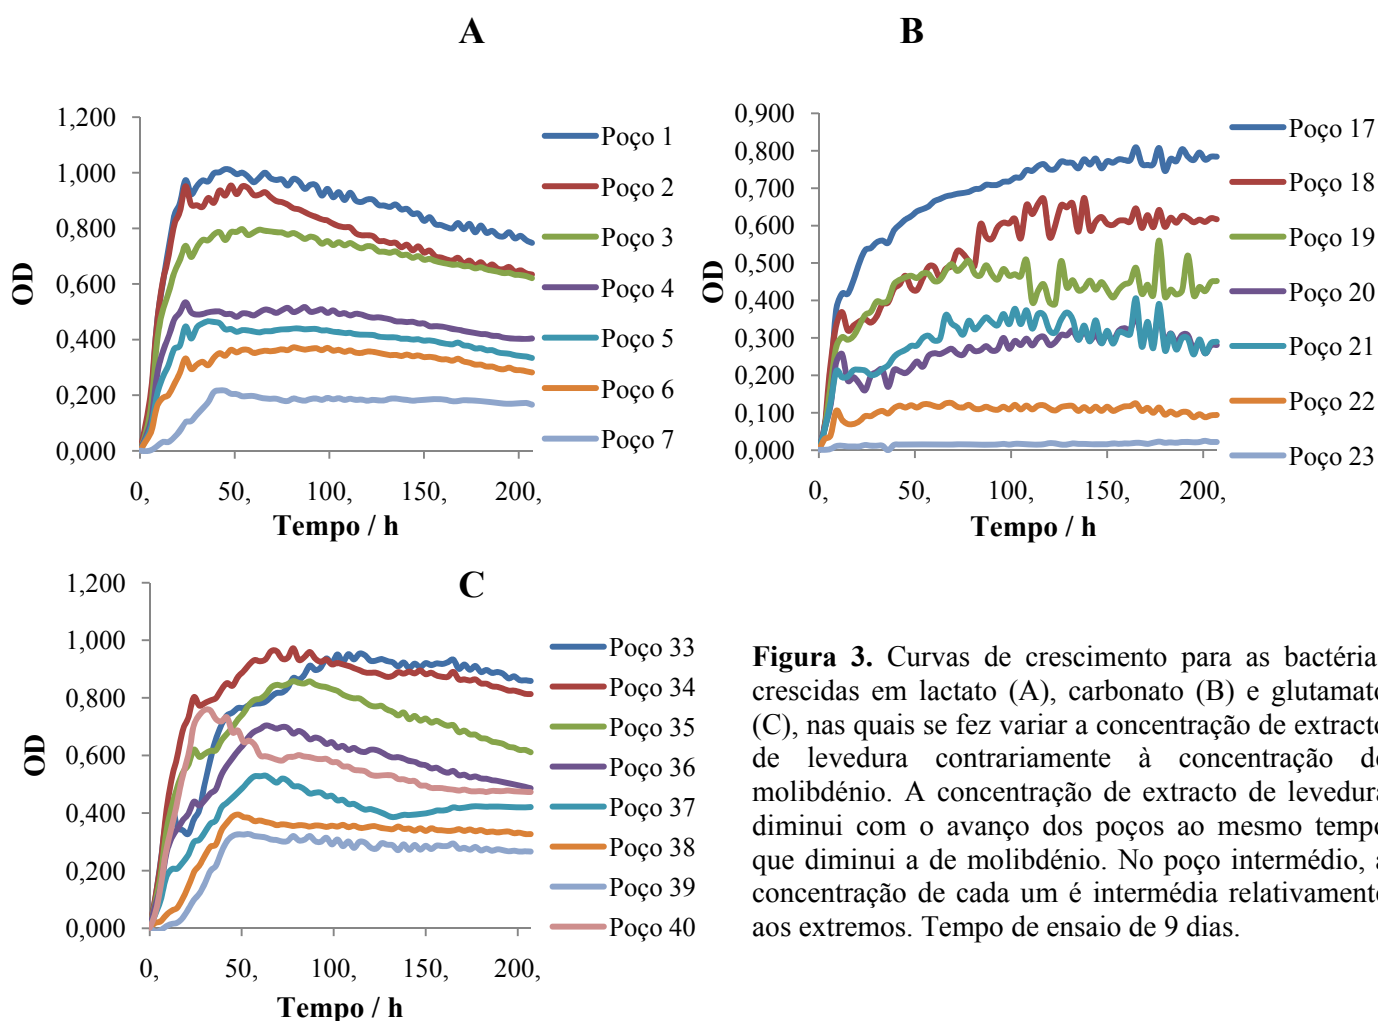 A
1,200
1,000
0,800
0,600
0,400
0,200
0,000
OD
0,
50,
100,
150,
200,
Tempo / h
Poço 1
Poço 2
Poço 3
Poço 4
Poço 5
Poço 6
Poço 7
B
0,900
0,800
0,700
0,600
0,500
0,400
0,300
0,200
0,100
0,000
OD
0,
50,
100,
150,
200,
Tempo / h
Poço 17
Poço 18
Poço 19
Poço 20
Poço 21
Poço 22
Poço 23
C
1,200
1,000
0,800
0,600
0,400
0,200
0,000
OD
0,
50,
100,
150,
200,
Tempo / h
Poço 33
Poço 34
Poço 35
Poço 36
Poço 37
Poço 38
Poço 39
Poço 40
Figura 3. Curvas de crescimento para as bactéria
crescidas em lactato (A), carbonato (B) e glutamato
(C), nas quais se fez variar a concentração de extracto
de levedura contrariamente à concentração de
molibdénio. A concentração de extracto de levedura
diminui com o avanço dos poços ao mesmo tempo
que diminui a de molibdénio. No poço intermédio, a
concentração de cada um é intermédia relativamente
aos extremos. Tempo de ensaio de 9 dias.